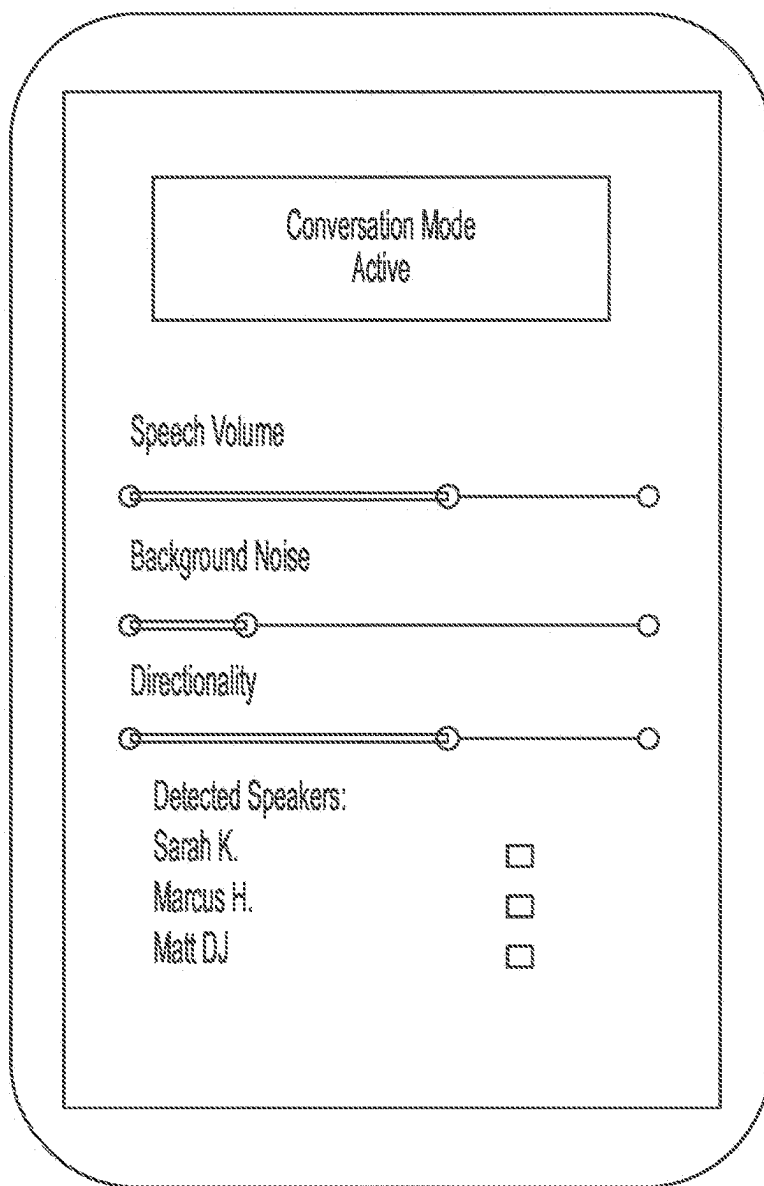 Conversation Mode
Active
Speech Volume
Background Noise
Directionality
Detected Speakers:
Sarah K.
Marcus H.
Matt DJ